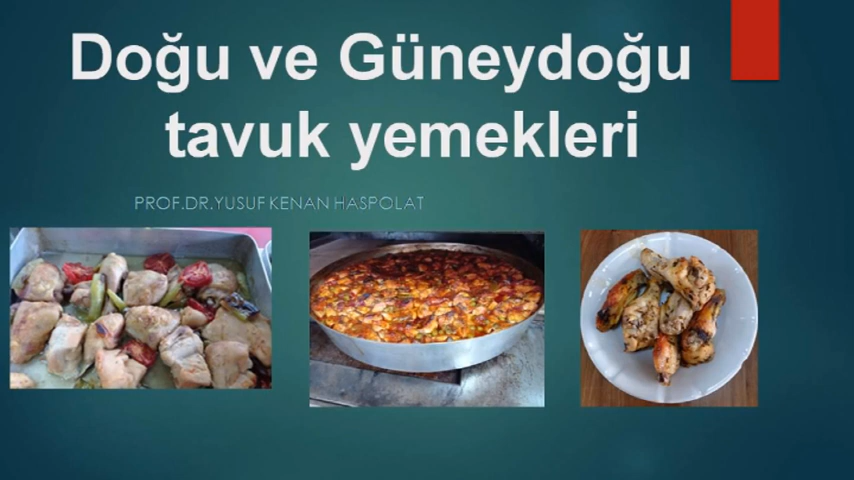 Doğu ve Güneydoğu
tavuk yemekleri
PROF.DR.YUSUF KENAN HASPOLAT